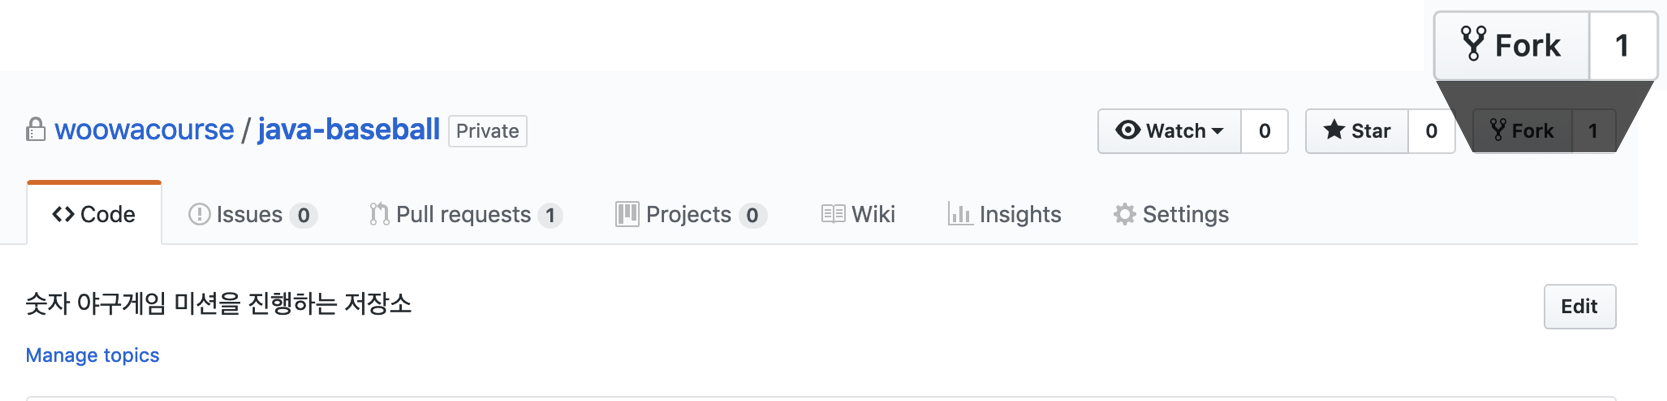 Fork 1
woowacourse / java-baseball Private Watch 0 Star 0 Fork 1
Code Issues 0 Pull requests 1 Projects 0 Wiki Insights Settings
숫자 야구게임 미션을 진행하는 저장소 Edit
Manage topics